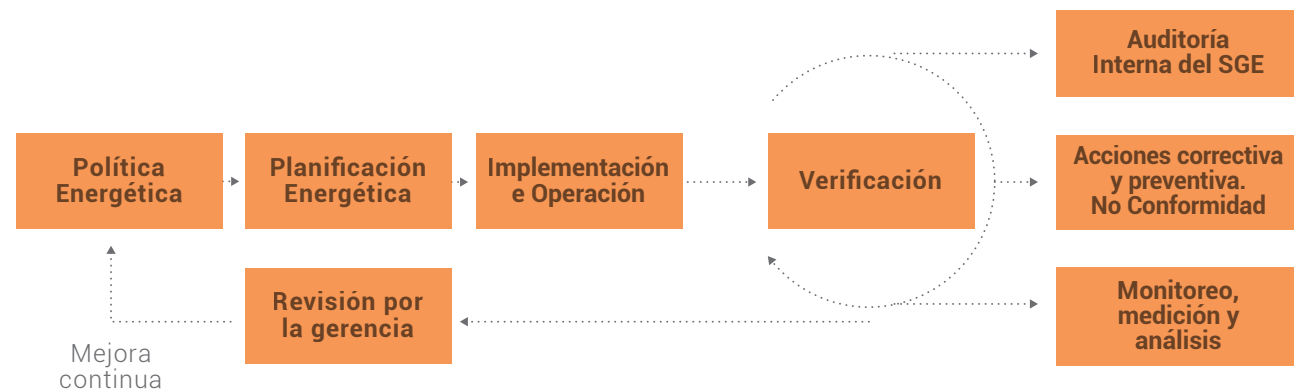 Política
Energética
Planificación
Energética
Implementación
e Operación
Verificación
Auditoría
Interna del SGE
Acciones correctiva
y preventiva.
No Conformidad
Monitoreo,
medición y
análisis
Revisión por
la gerencia
Mejora
continua